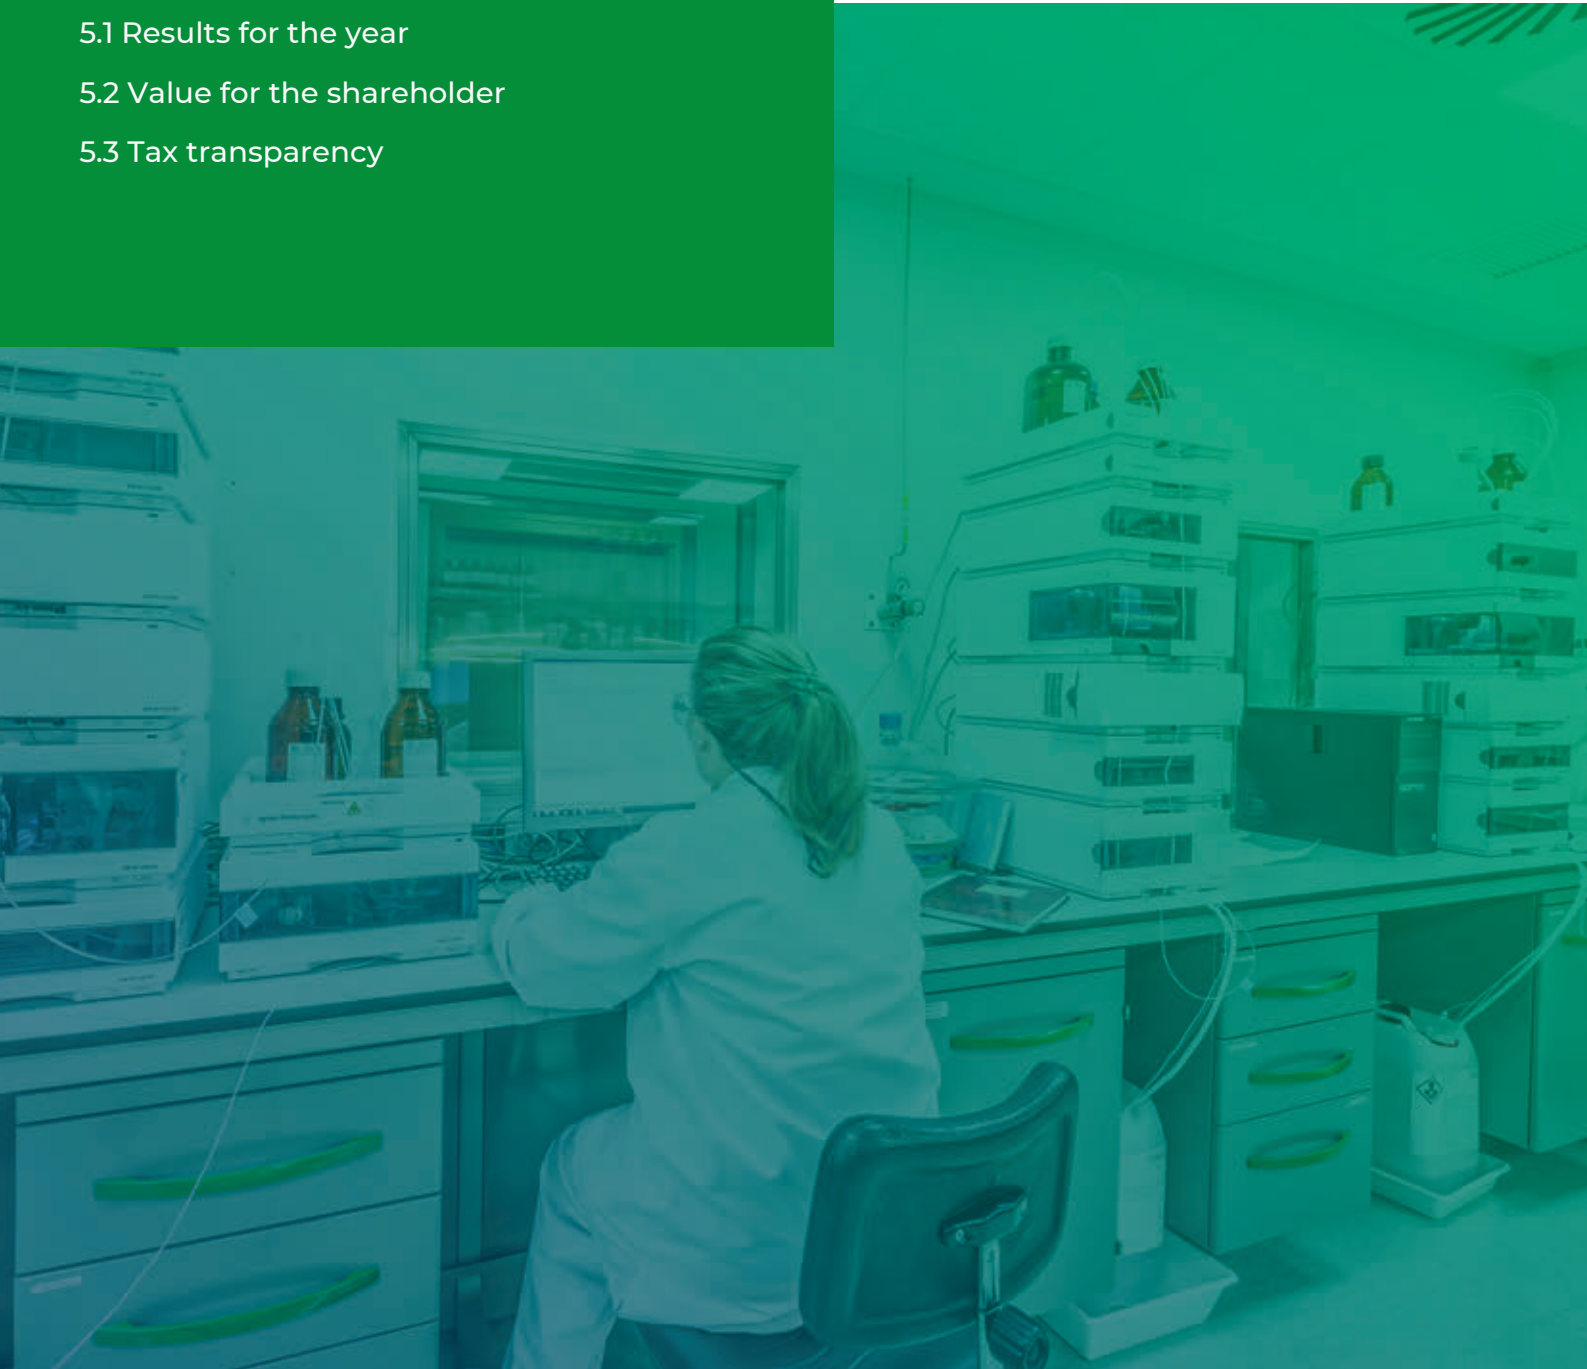 5.1 Results for the year
5.2 Value for the shareholder
5.3 Tax transparency